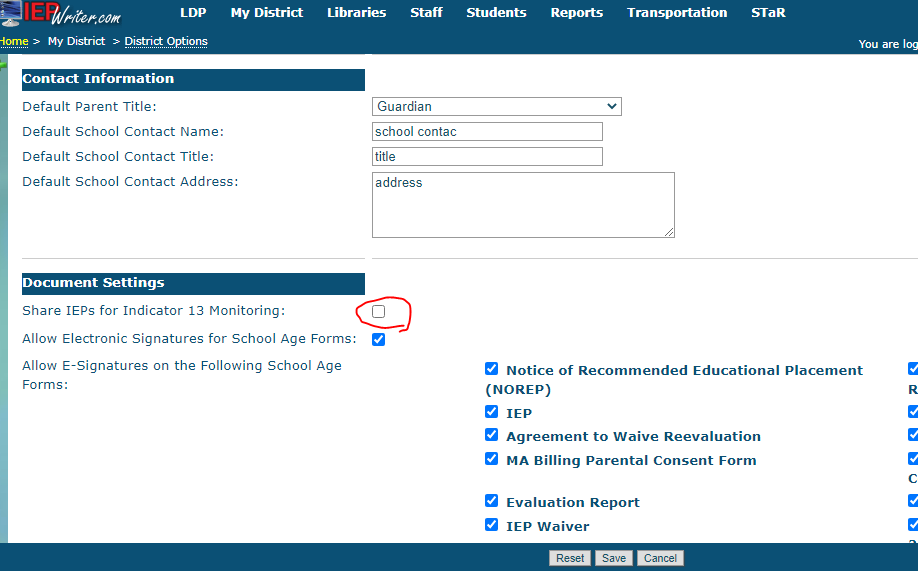 IEPWriter.com
LDP My District Libraries Staff Students Reports Transportation STaR
Home > My District > District Options
You are log
Contact Information
Default Parent Title: Guardian
Default School Contact Name: school contac
Default School Contact Title: title
Default School Contact Address: address
Document Settings
Share IEPs for Indicator 13 Monitoring:
Allow Electronic Signatures for School Age Forms:
Allow E-Signatures on the Following School Age
Forms:
Notice of Recommended Educational Placement
(NOREP) R
IEP
Agreement to Waive Reevaluation
MA Billing Parental Consent Form
C
Evaluation Report
IEP Waiver
Reset Save Cancel